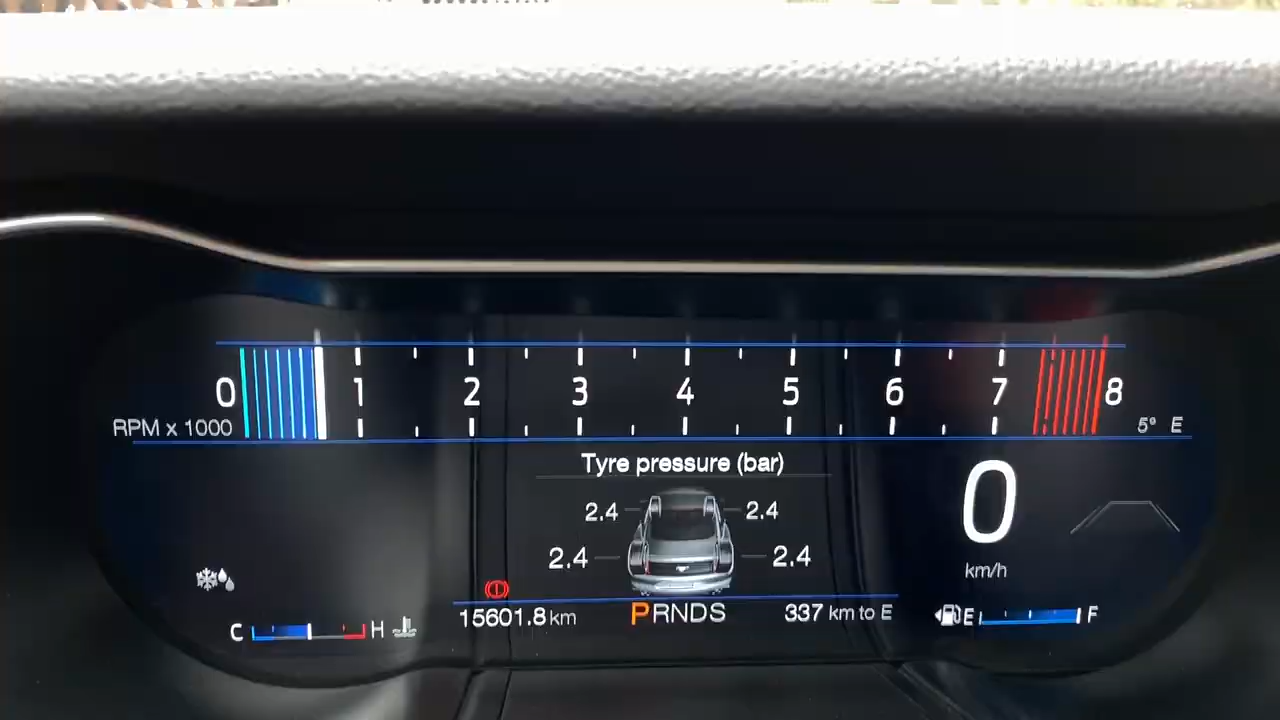 0 1 2 3 4 5 6 7 8
RPM x 1000
5° E
Tyre pressure (bar)
2.4 2.4
2.4 2.4
0
km/h
C H
15601.8 km
PRNDS
337 km to E
E F